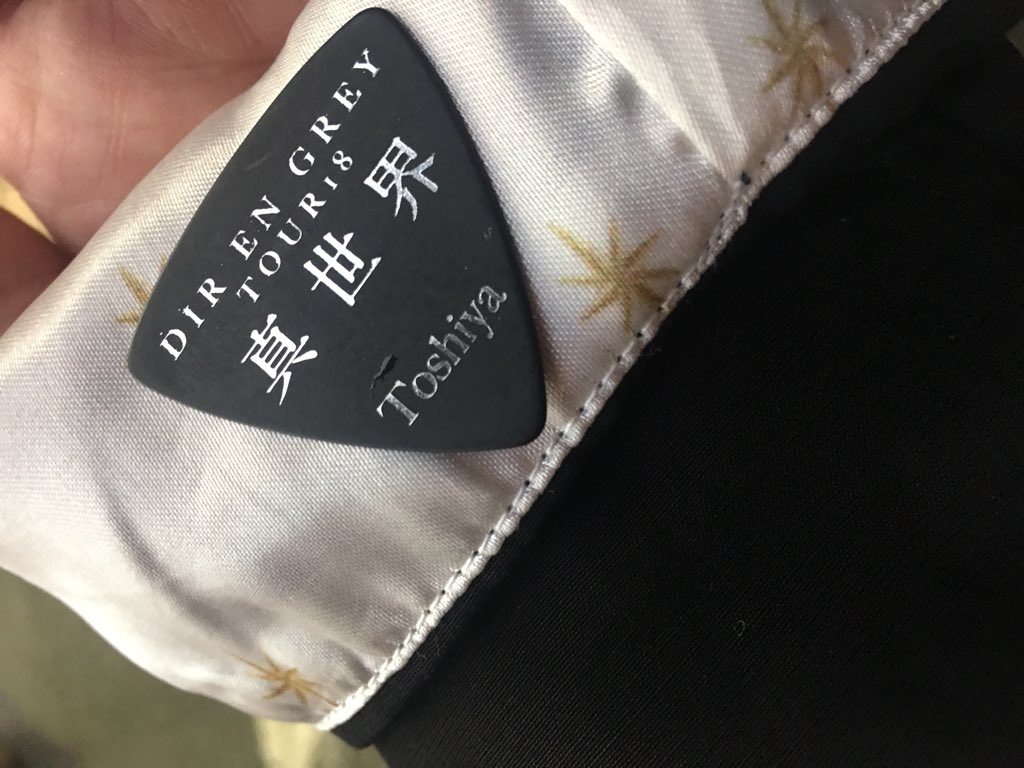 DIR EN GREY
TOUR18
真世界
Toshiya